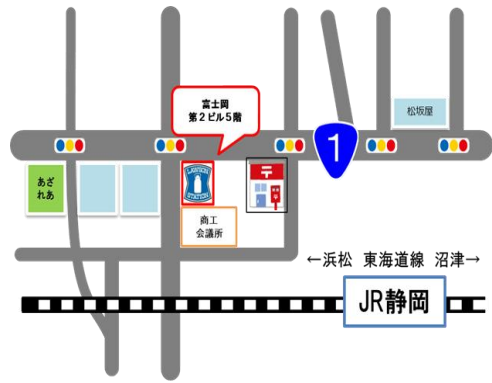 富士岡
第2ビル5階
松坂屋
1
あざ
れあ
LAWSON
STATION
〒
商工
会議所
←浜松 東海道線 沼津→
JR静岡